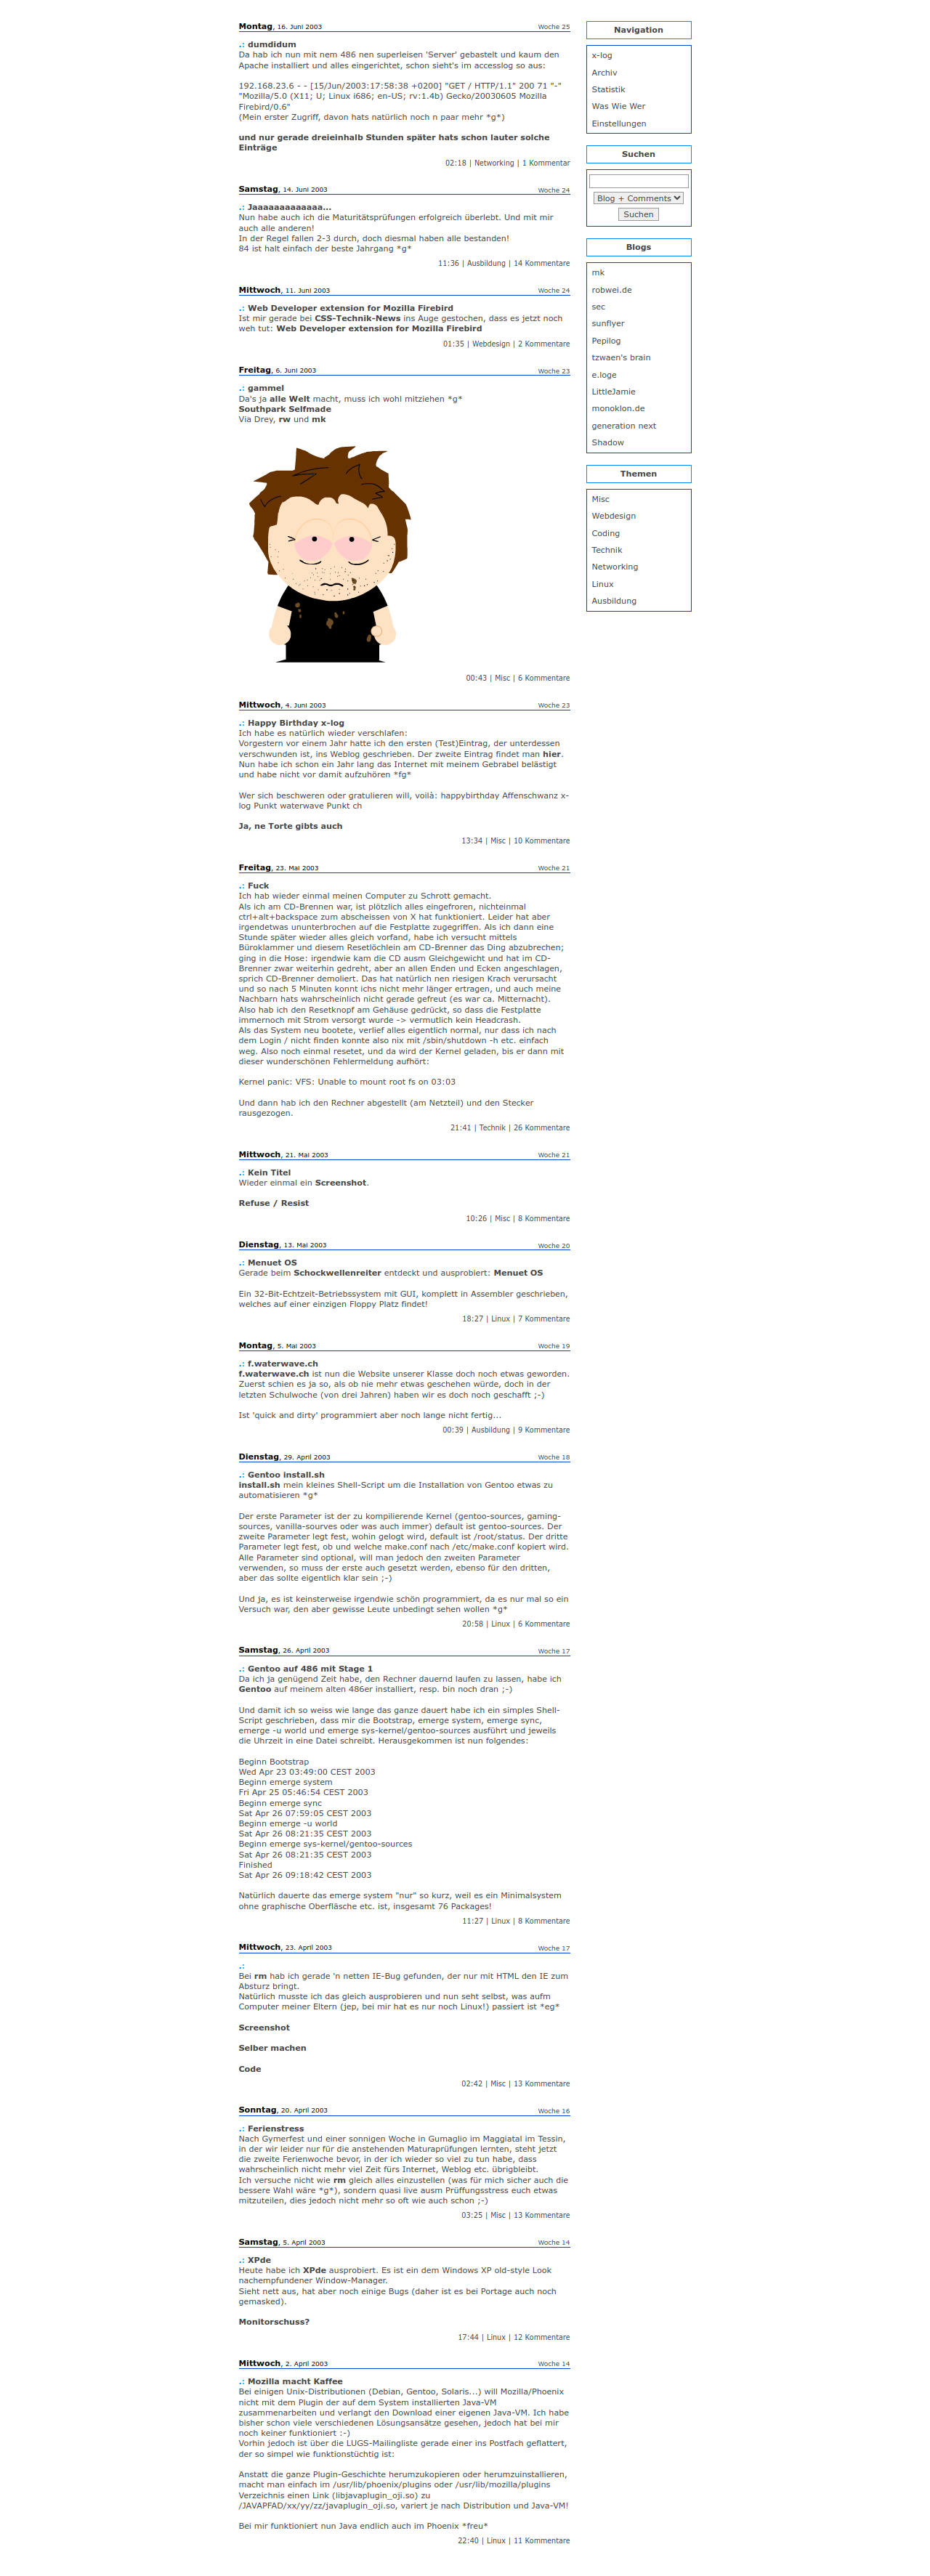 Montag, 16. Juni 2003 Woche 25
.: dumdidum
Da hab ich nun mit nem 486 nen superleisen 'Server' gebastelt und kaum den
Apache installiert und alles eingerichtet, schon sieht's im accesslog so aus:
192.168.23.6 - - [15/Jun/2003:17:58:38 +0200] "GET / HTTP/1.1" 200 71 "-"
"Mozilla/5.0 (X11; U; Linux i686; en-US; rv:1.4b) Gecko/20030605 Mozilla
Firebird/0.6"
(Mein erster Zugriff, davon hats natürlich noch n paar mehr *g*)
und nur gerade dreieinhalb Stunden später hats schon lauter solche
Einträge
02:18 | Networking | 1 Kommentar
Samstag, 14. Juni 2003 Woche 24
.: Jaaaaaaaaaaaaa...
Nun habe auch ich die Maturitätsprüfungen erfolgreich überlebt. Und mit mir
auch alle anderen!
In der Regel fallen 2-3 durch, doch diesmal haben alle bestanden!
84 ist halt einfach der beste Jahrgang *g*
11:36 | Ausbildung | 14 Kommentare
Mittwoch, 11. Juni 2003 Woche 24
.: Web Developer extension for Mozilla Firebird
Ist mir gerade bei CSS-Technik-News ins Auge gestochen, dass es jetzt noch
weh tut: Web Developer extension for Mozilla Firebird
01:35 | Webdesign | 2 Kommentare
Freitag, 6. Juni 2003 Woche 23
.: gammel
Da's ja alle Welt macht, muss ich wohl mitziehen *g*
Southpark Selfmade
Via Drey, rw und mk
00:43 | Misc | 6 Kommentare
Mittwoch, 4. Juni 2003 Woche 23
.: Happy Birthday x-log
Ich habe es natürlich wieder verschlafen:
Vorgestern vor einem Jahr hatte ich den ersten (Test)Eintrag, der unterdessen
verschwunden ist, ins Weblog geschrieben. Der zweite Eintrag findet man hier.
Nun habe ich schon ein Jahr lang das Internet mit meinem Gebrabel belästigt
und habe nicht vor damit aufzuhören *fg*
Wer sich beschweren oder gratulieren will, voilà: happybirthday Affenschwanz x-
log Punkt waterwave Punkt ch
Ja, ne Torte gibts auch
13:34 | Misc | 10 Kommentare
Freitag, 23. Mai 2003 Woche 21
.: Fuck
Ich hab wieder einmal meinen Computer zu Schrott gemacht.
Als ich am CD-Brennen war, ist plötzlich alles eingefroren, nichteinmal
ctrl+alt+backspace zum abscheissen von X hat funktioniert. Leider hat aber
irgendetwas ununterbrochen auf die Festplatte zugegriffen. Als ich dann eine
Stunde später wieder alles gleich vorfand, habe ich versucht mittels
Büroklammer und diesem Resetlöchlein am CD-Brenner das Ding abzubrechen;
ging in die Hose: irgendwie kam die CD ausm Gleichgewicht und hat im CD-
Brenner zwar weiterhin gedreht, aber an allen Enden und Ecken angeschlagen,
sprich CD-Brenner demoliert. Das hat natürlich nen riesigen Krach verursacht
und so nach 5 Minuten konnt ichs nicht mehr länger ertragen, und auch meine
Nachbarn hats wahrscheinlich nicht gerade gefreut (es war ca. Mitternacht).
Also hab ich den Resetknopf am Gehäuse gedrückt, so dass die Festplatte
immernoch mit Strom versorgt wurde -> vermutlich kein Headcrash.
Als das System neu bootete, verlief alles eigentlich normal, nur dass ich nach
dem Login / nicht finden konnte also nix mit /sbin/shutdown -h etc. einfach
weg. Also noch einmal resetet, und da wird der Kernel geladen, bis er dann mit
dieser wunderschönen Fehlermeldung aufhört:
Kernel panic: VFS: Unable to mount root fs on 03:03
Und dann hab ich den Rechner abgestellt (am Netzteil) und den Stecker
rausgezogen.
21:41 | Technik | 26 Kommentare
Mittwoch, 21. Mai 2003 Woche 21
.: Kein Titel
Wieder einmal ein Screenshot.
Refuse / Resist
10:26 | Misc | 8 Kommentare
Dienstag, 13. Mai 2003 Woche 20
.: Menuet OS
Gerade beim Schockwellenreiter entdeckt und ausprobiert: Menuet OS
Ein 32-Bit-Echtzeit-Betriebssystem mit GUI, komplett in Assembler geschrieben,
welches auf einer einzigen Floppy Platz findet!
18:27 | Linux | 7 Kommentare
Montag, 5. Mai 2003 Woche 19
.: f.waterwave.ch
f.waterwave.ch ist nun die Website unserer Klasse doch noch etwas geworden.
Zuerst schien es ja so, als ob nie mehr etwas geschehen würde, doch in der
letzten Schulwoche (von drei Jahren) haben wir es doch noch geschafft ;-)
Ist 'quick and dirty' programmiert aber noch lange nicht fertig...
00:39 | Ausbildung | 9 Kommentare
Dienstag, 29. April 2003 Woche 18
.: Gentoo install.sh
install.sh mein kleines Shell-Script um die Installation von Gentoo etwas zu
automatisieren *g*
Der erste Parameter ist der zu kompilierende Kernel (gentoo-sources, gaming-
sources, vanilla-sourves oder was auch immer) default ist gentoo-sources. Der
zweite Parameter legt fest, wohin gelogt wird, default ist /root/status. Der dritte
Parameter legt fest, ob und welche make.conf nach /etc/make.conf kopiert wird.
Alle Parameter sind optional, will man jedoch den zweiten Parameter
verwenden, so muss der erste auch gesetzt werden, ebenso für den dritten,
aber das sollte eigentlich klar sein ;-)
Und ja, es ist keinsterweise irgendwie schön programmiert, da es nur mal so ein
Versuch war, den aber gewisse Leute unbedingt sehen wollen *g*
20:58 | Linux | 6 Kommentare
Samstag, 26. April 2003 Woche 17
.: Gentoo auf 486 mit Stage 1
Da ich ja genügend Zeit habe, den Rechner dauernd laufen zu lassen, habe ich
Gentoo auf meinem alten 486er installiert, resp. bin noch dran ;-)
Und damit ich so weiss wie lange das ganze dauert habe ich ein simples Shell-
Script geschrieben, dass mir die Bootstrap, emerge system, emerge sync,
emerge -u world und emerge sys-kernel/gentoo-sources ausführt und jeweils
die Uhrzeit in eine Datei schreibt. Herausgekommen ist nun folgendes:
Beginn Bootstrap
Wed Apr 23 03:49:00 CEST 2003
Beginn emerge system
Fri Apr 25 05:46:54 CEST 2003
Beginn emerge sync
Sat Apr 26 07:59:05 CEST 2003
Beginn emerge -u world
Sat Apr 26 08:21:35 CEST 2003
Beginn emerge sys-kernel/gentoo-sources
Sat Apr 26 08:21:35 CEST 2003
Finished
Sat Apr 26 09:18:42 CEST 2003
Natürlich dauerte das emerge system "nur" so kurz, weil es ein Minimalsystem
ohne graphische Oberfläsche etc. ist, insgesamt 76 Packages!
11:27 | Linux | 8 Kommentare
Mittwoch, 23. April 2003 Woche 17
.:
Bei rm hab ich gerade 'n netten IE-Bug gefunden, der nur mit HTML den IE zum
Absturz bringt.
Natürlich musste ich das gleich ausprobieren und nun seht selbst, was aufm
Computer meiner Eltern (jep, bei mir hat es nur noch Linux!) passiert ist *eg*
Screenshot
Selber machen
Code
02:42 | Misc | 13 Kommentare
Sonntag, 20. April 2003 Woche 16
.: Ferienstress
Nach Gymerfest und einer sonnigen Woche in Gumaglio im Maggiatal im Tessin,
in der wir leider nur für die anstehenden Maturaprüfungen lernten, steht jetzt
die zweite Ferienwoche bevor, in der ich wieder so viel zu tun habe, dass
wahrscheinlich nicht mehr viel Zeit fürs Internet, Weblog etc. übrigbleibt.
Ich versuche nicht wie rm gleich alles einzustellen (was für mich sicher auch die
bessere Wahl wäre *g*), sondern quasi live ausm Prüfungsstress euch etwas
mitzuteilen, dies jedoch nicht mehr so oft wie auch schon ;-)
03:25 | Misc | 13 Kommentare
Samstag, 5. April 2003 Woche 14
.: XPde
Heute habe ich XPde ausprobiert. Es ist ein dem Windows XP old-style Look
nachempfundener Window-Manager.
Sieht nett aus, hat aber noch einige Bugs (daher ist es bei Portage auch noch
gemasked).
Monitorschuss?
17:44 | Linux | 12 Kommentare
Mittwoch, 2. April 2003 Woche 14
.: Mozilla macht Kaffee
Bei einigen Unix-Distributionen (Debian, Gentoo, Solaris...) will Mozilla/Phoenix
nicht mit dem Plugin der auf dem System installierten Java-VM
zusammenarbeiten und verlangt den Download einer eigenen Java-VM. Ich habe
bisher schon viele verschiedenen Lösungsansätze gesehen, jedoch hat bei mir
noch keiner funktioniert :-)
Vorhin jedoch ist über die LUGS-Mailingliste gerade einer ins Postfach geflattert,
der so simpel wie funktionstüchtig ist:
Anstatt die ganze Plugin-Geschichte herumzukopieren oder herumzuinstallieren,
macht man einfach im /usr/lib/phoenix/plugins oder /usr/lib/mozilla/plugins
Verzeichnis einen Link (libjavaplugin_oji.so) zu
/JAVAPFAD/xx/yy/zz/javaplugin_oji.so, variert je nach Distribution und Java-VM!
Bei mir funktioniert nun Java endlich auch im Phoenix *freu*
22:40 | Linux | 11 Kommentare
Navigation
x-log
Archiv
Statistik
Was Wie Wer
Einstellungen
Suchen
Blog + Comments
Suchen
Blogs
mk
robwei.de
sec
sunflyer
Pepilog
tzwaen's brain
e.loge
LittleJamie
monoklon.de
generation next
Shadow
Themen
Misc
Webdesign
Coding
Technik
Networking
Linux
Ausbildung